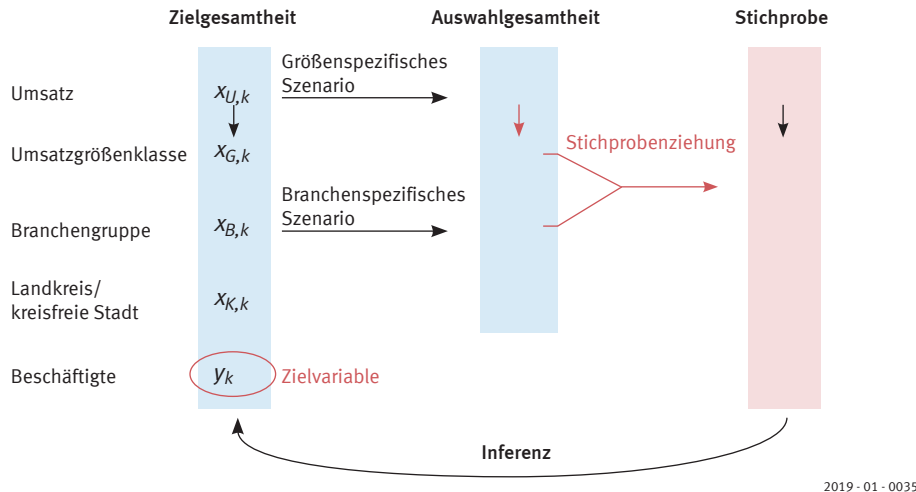 Zielgesamtheit
Auswahlgesamtheit
Stichprobe
Größenspezifisches
Szenario
Umsatz
x_{U,k}
Umsatzgrößenklasse
x_{G,k}
Stichprobenziehung
Branchenspezifisches
Szenario
Branchengruppe
x_{B,k}
Landkreis/
kreisfreie Stadt
x_{K,k}
Beschäftigte
y_k
Zielvariable
Inferenz
2019 - 01 - 0035